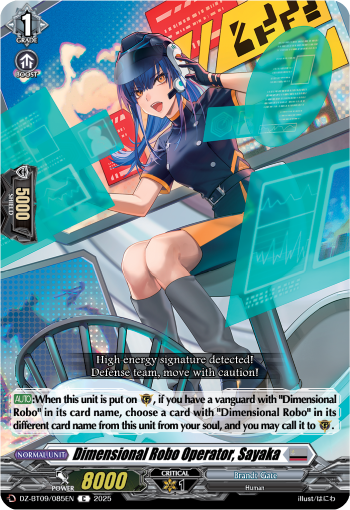 1
GRADE
BOOST
5000
SHIELD
High energy signature detected!
Defense team, move with caution!
AUTO:When this unit is put on , if you have a vanguard with "Dimensional
Robo" in its card name, choose a card with "Dimensional Robo" in its
different card name from this unit from your soul, and you may call it to .
NORMAL UNIT
Dimensional Robo Operator, Sayaka
POWER
8000
CRITICAL
1
Brandt Gate
Human
DZ-BT09/085EN C 2025
illust/はにわ